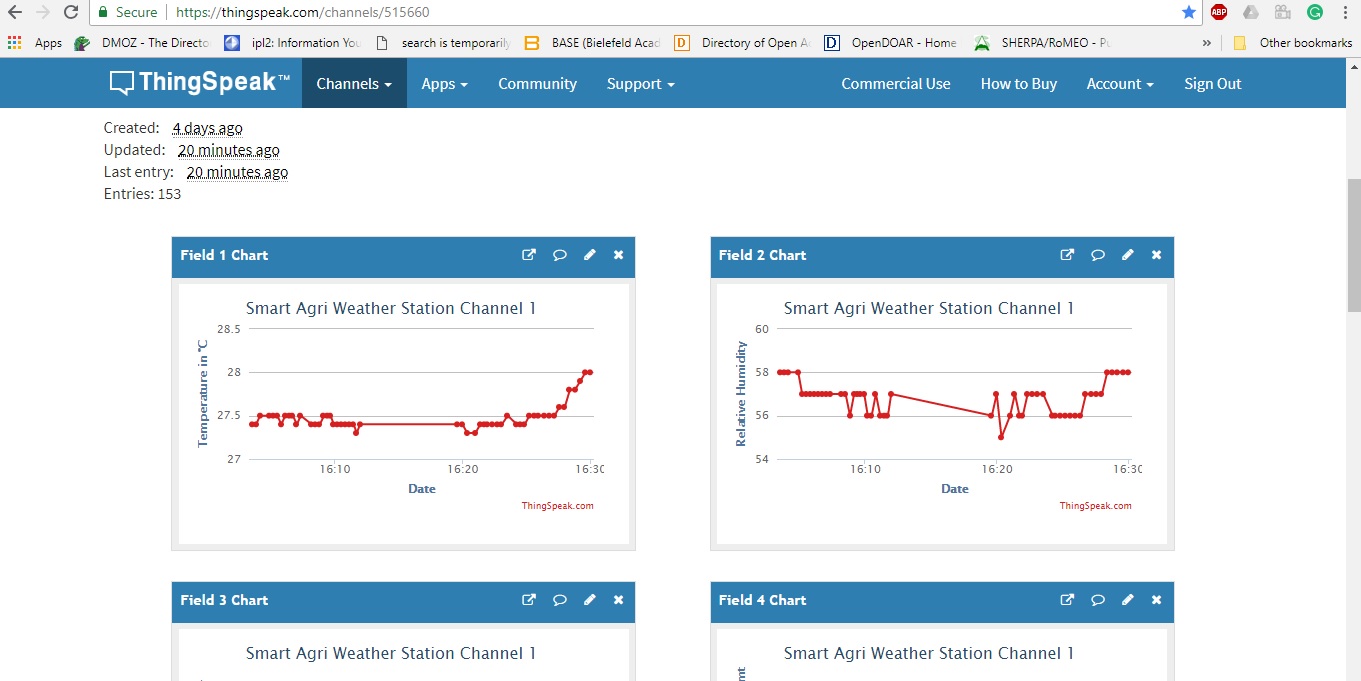 Secure https://thingspeak.com/channels/515660
ABP
Apps DMOZ - The Directo ipl2: Information You search is temporarily BASE (Bielefeld Acad Directory of Open A OpenDOAR - Home SHERPA/RoMEO - Pu » Other bookmarks
ThingSpeak™ Channels Apps Community Support Commercial Use How to Buy Account Sign Out
Created: 4 days ago
Updated: 20 minutes ago
Last entry: 20 minutes ago
Entries: 153
Field 1 Chart
Smart Agri Weather Station Channel 1
Temperature in °C
28.5
28
27.5
27
16:10 16:20 16:30
Date
ThingSpeak.com
Field 2 Chart
Smart Agri Weather Station Channel 1
Relative Humidity
60
58
56
54
16:10 16:20 16:30
Date
ThingSpeak.com
Field 3 Chart
Smart Agri Weather Station Channel 1
Field 4 Chart
Smart Agri Weather Station Channel 1